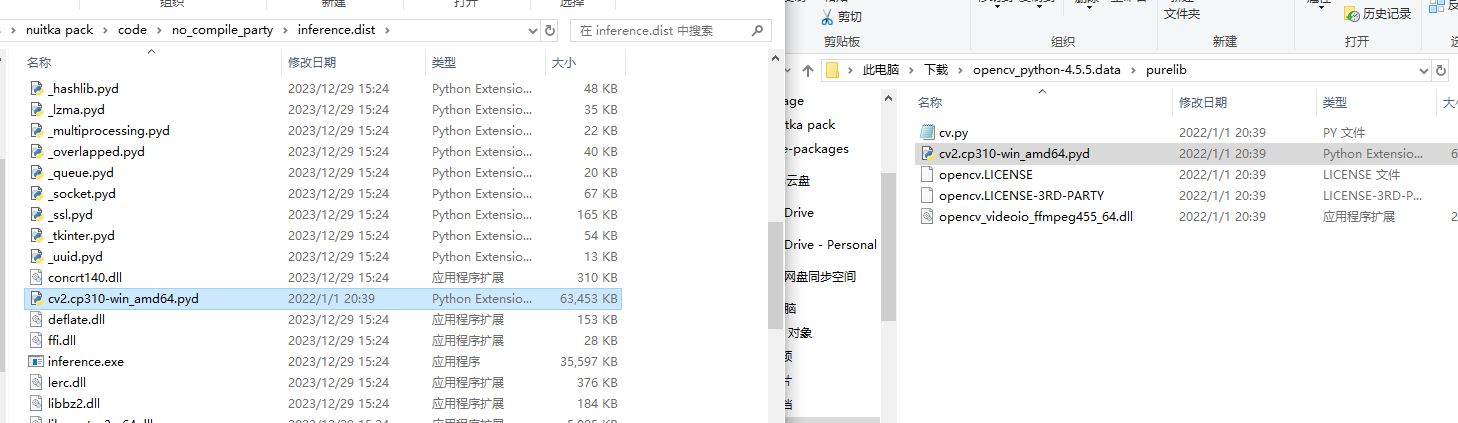 组织
打开
选择
nuitka pack
code
no_compile_party
inference.dist
在 inference.dist 中搜索
名称
修改日期
类型
大小
_hashlib.pyd 2023/12/29 15:24 Python Extensio... 48 KB
_lzma.pyd 2023/12/29 15:24 Python Extensio... 35 KB
_multiprocessing.pyd 2023/12/29 15:24 Python Extensio... 22 KB
_overlapped.pyd 2023/12/29 15:24 Python Extensio... 40 KB
_queue.pyd 2023/12/29 15:24 Python Extensio... 20 KB
_socket.pyd 2023/12/29 15:24 Python Extensio... 67 KB
_ssl.pyd 2023/12/29 15:24 Python Extensio... 165 KB
_tkinter.pyd 2023/12/29 15:24 Python Extensio... 54 KB
_uuid.pyd 2023/12/29 15:24 Python Extensio... 13 KB
concrt140.dll 2023/12/29 15:24 应用程序扩展 310 KB
cv2.cp310-win_amd64.pyd 2022/1/1 20:39 Python Extensio... 63,453 KB
deflate.dll 2023/12/29 15:24 应用程序扩展 153 KB
ffi.dll 2023/12/29 15:24 应用程序扩展 28 KB
inference.exe 2023/12/29 15:24 应用程序 35,597 KB
lerc.dll 2023/12/29 15:24 应用程序扩展 376 KB
libbz2.dll 2023/12/29 15:24 应用程序扩展 184 KB
剪切
文件夹
历史记录
剪贴板
组织
新建
打开
此电脑
下载
opencv_python-4.5.5.data
purelib
age
tka pack
e-packages
云盘
Drive
Drive - Personal
网盘同步空间
脑
对象
频
片
档
名称
修改日期
类型
cv.py 2022/1/1 20:39 PY 文件
cv2.cp310-win_amd64.pyd 2022/1/1 20:39 Python Extensio... 6
opencv.LICENSE 2022/1/1 20:39 LICENSE 文件
opencv.LICENSE-3RD-PARTY 2022/1/1 20:39 LICENSE-3RD-P...
opencv_videoio_ffmpeg455_64.dll 2022/1/1 20:39 应用程序扩展 2